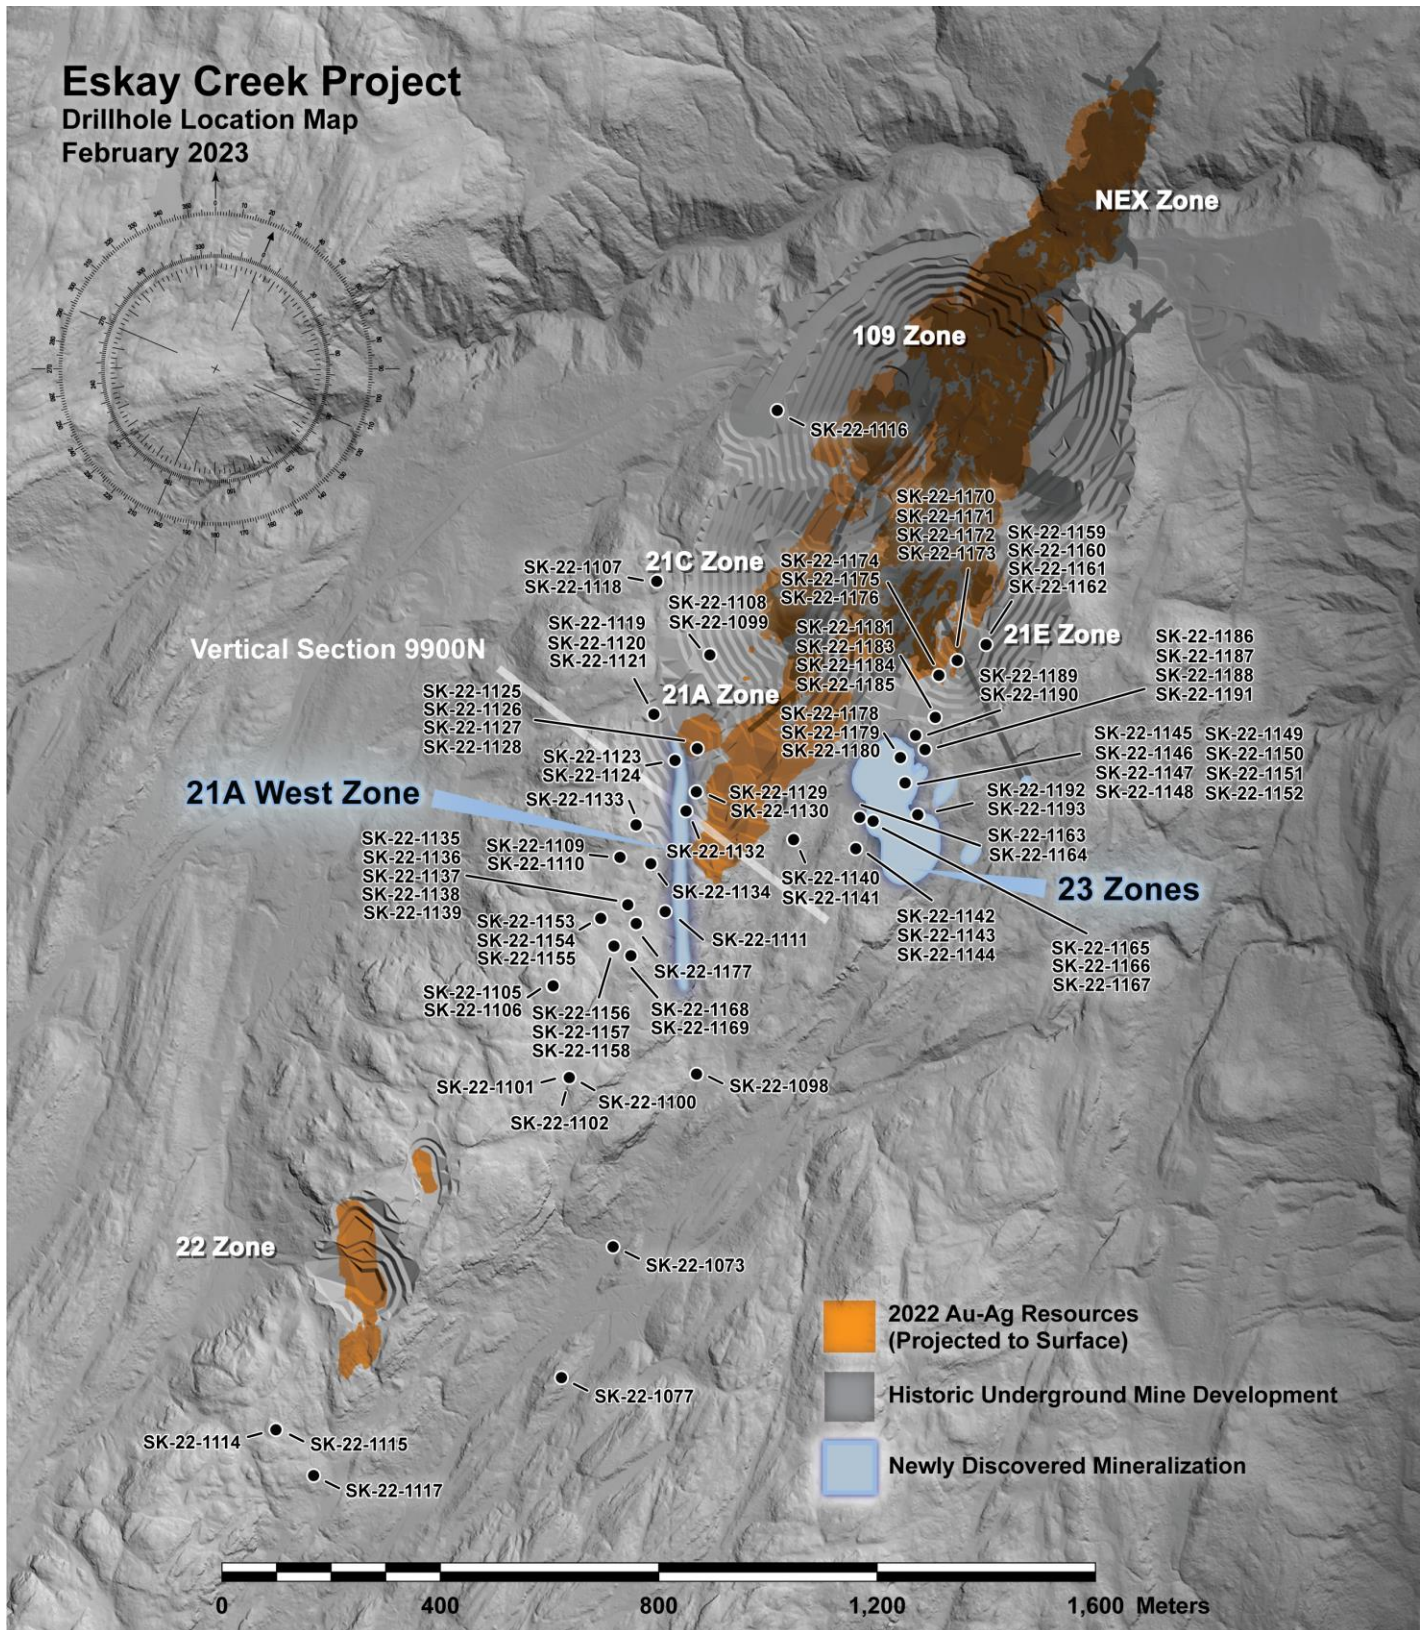 Eskay Creek Project
Drillhole Location Map
February 2023
NEX Zone
109 Zone
SK-22-1116
SK-22-1170
SK-22-1171
SK-22-1172
SK-22-1173
SK-22-1159
SK-22-1160
SK-22-1161
SK-22-1162
21C Zone
SK-22-1107
SK-22-1118
SK-22-1174
SK-22-1175
SK-22-1176
SK-22-1108
SK-22-1099
SK-22-1119
SK-22-1120
SK-22-1121
SK-22-1181
SK-22-1183
SK-22-1184
SK-22-1185
21E Zone
SK-22-1186
SK-22-1187
SK-22-1188
SK-22-1191
Vertical Section 9900N
SK-22-1189
SK-22-1190
21A Zone
SK-22-1125
SK-22-1126
SK-22-1127
SK-22-1128
SK-22-1178
SK-22-1179
SK-22-1180
SK-22-1145
SK-22-1146
SK-22-1147
SK-22-1148
SK-22-1149
SK-22-1150
SK-22-1151
SK-22-1152
SK-22-1123
SK-22-1124
21A West Zone
SK-22-1133
SK-22-1129
SK-22-1130
SK-22-1192
SK-22-1193
SK-22-1163
SK-22-1164
SK-22-1135
SK-22-1136
SK-22-1137
SK-22-1138
SK-22-1139
SK-22-1109
SK-22-1110
SK-22-1132
SK-22-1134
SK-22-1140
SK-22-1141
23 Zones
SK-22-1153
SK-22-1154
SK-22-1155
SK-22-1111
SK-22-1142
SK-22-1143
SK-22-1144
SK-22-1165
SK-22-1166
SK-22-1167
SK-22-1177
SK-22-1105
SK-22-1106
SK-22-1156
SK-22-1157
SK-22-1158
SK-22-1168
SK-22-1169
SK-22-1101
SK-22-1100
SK-22-1102
SK-22-1098
22 Zone
SK-22-1073
SK-22-1077
SK-22-1114
SK-22-1115
SK-22-1117
2022 Au-Ag Resources
(Projected to Surface)
Historic Underground Mine Development
Newly Discovered Mineralization
0 400 800 1,200 1,600 Meters